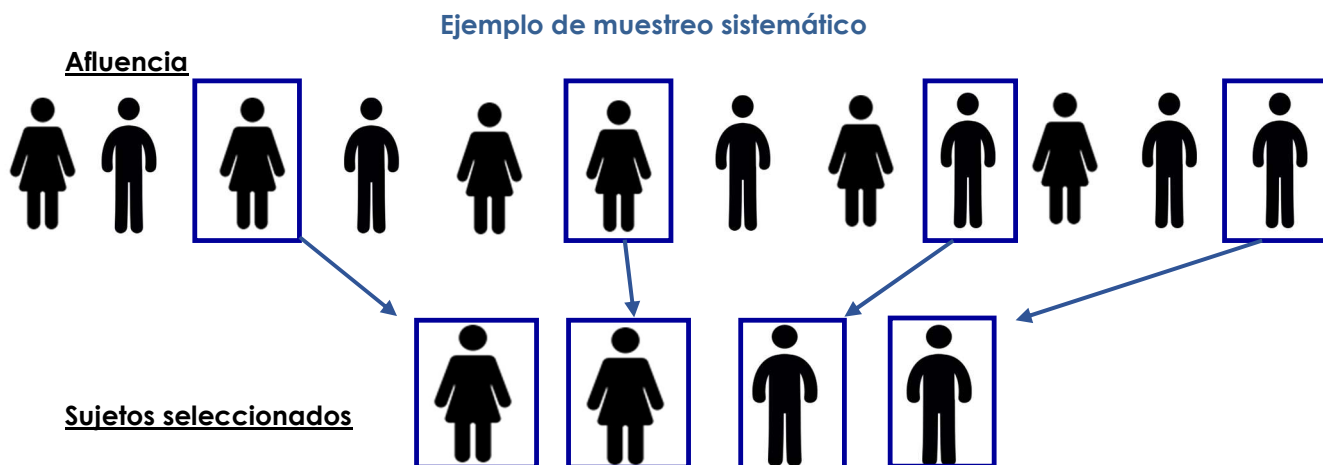 Ejemplo de muestreo sistemático
Afluencia
Sujetos seleccionados